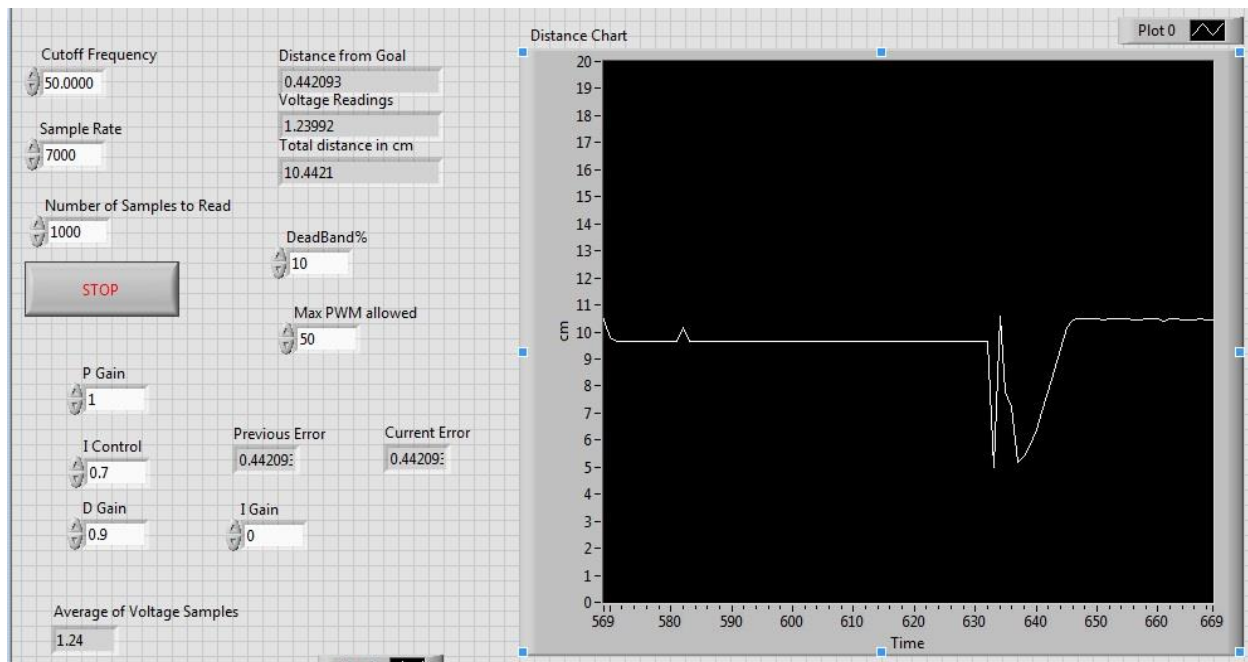 Cutoff Frequency
50.0000
Sample Rate
7000
Number of Samples to Read
1000
STOP
Distance from Goal
0.442093
Voltage Readings
1.23992
Total distance in cm
10.4421
DeadBand%
10
Max PWM allowed
50
P Gain
1
I Control
0.7
D Gain
0.9
Previous Error
0.44209
Current Error
0.44209
I Gain
0
Average of Voltage Samples
1.24
Distance Chart
Plot 0
20
19
18
17
16
15
14
13
12
11
10
9
8
7
6
5
4
3
2
1
0
cm
569 580 590 600 610 620 630 640 650 660 669
Time